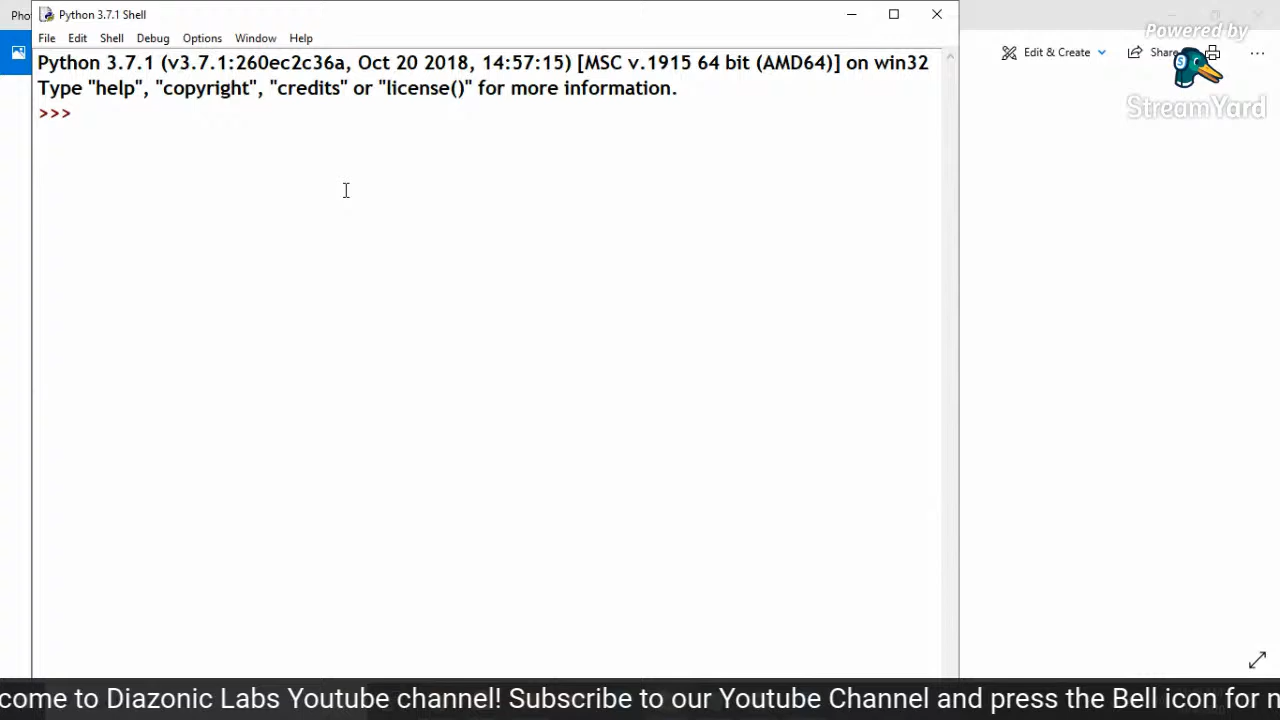 Pho
Python 3.7.1 Shell
Powered by
File Edit Shell Debug Options Window Help
Edit & Create
Share
StreamYard
Python 3.7.1 (v3.7.1:260ec2c36a, Oct 20 2018, 14:57:15) [MSC v.1915 64 bit (AMD64)] on win32
Type "help", "copyright", "credits" or "license()" for more information.
>>>
come to Diazonic Labs Youtube channel! Subscribe to our Youtube Channel and press the Bell icon for